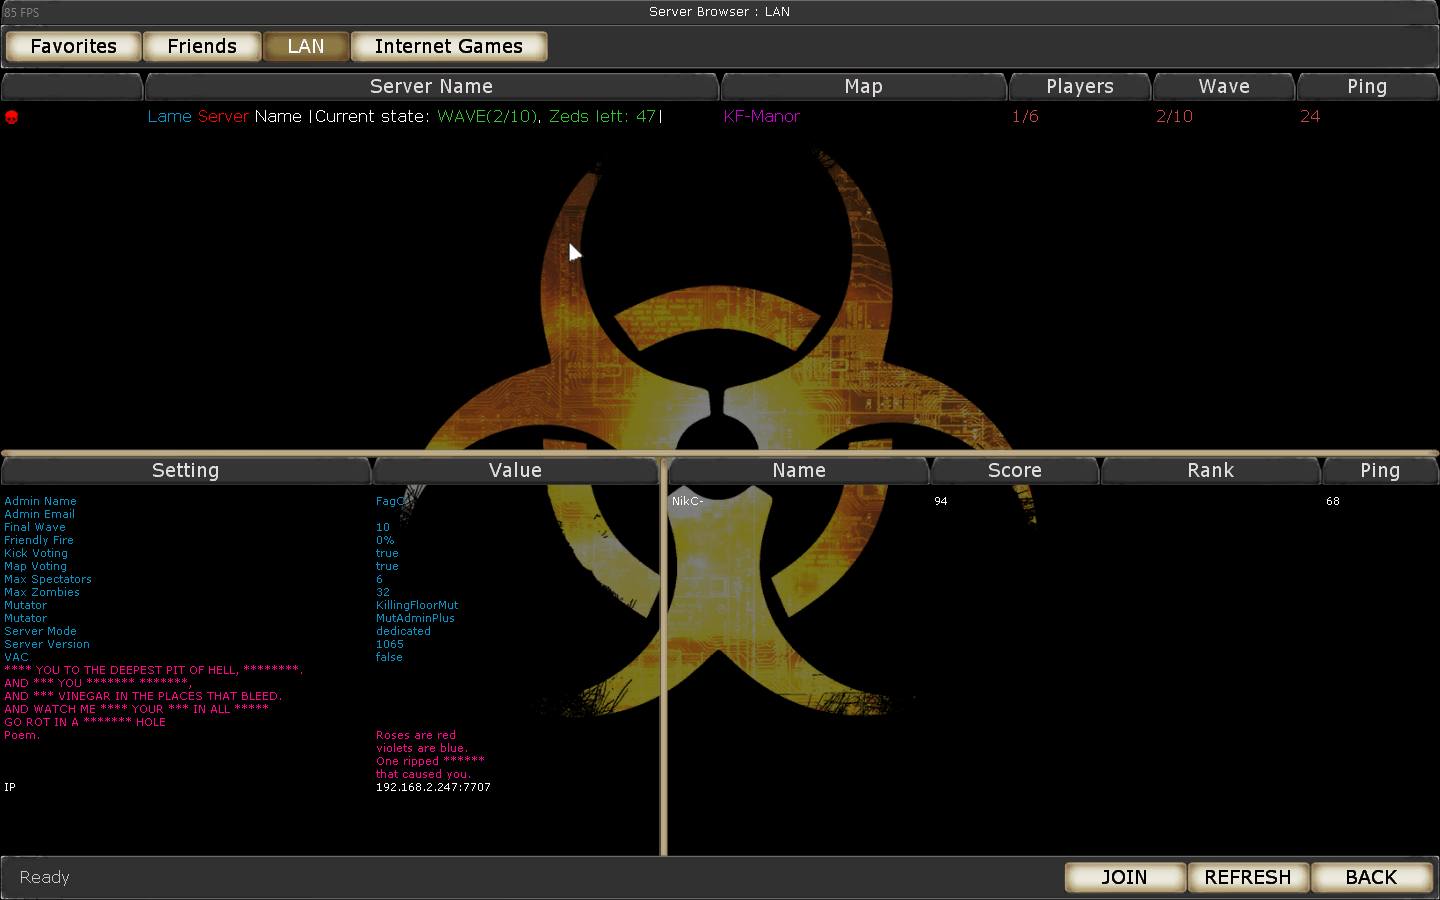 85 FPS
Server Browser : LAN
Favorites Friends LAN Internet Games
Server Name Map Players Wave Ping
Lame Server Name |Current state: WAVE(2/10), Zeds left: 47| KF-Manor 1/6 2/10 24
Setting Value Name Score Rank Ping
Admin Name FagC- NikC- 94 68
Admin Email
Final Wave 10
Friendly Fire 0%
Kick Voting true
Map Voting true
Max Spectators 6
Max Zombies 32
Mutator KillingFloorMut
Mutator MutAdminPlus
Server Mode dedicated
Server Version 1065
VAC false
**** YOU TO THE DEEPEST PIT OF HELL, ********.
AND *** YOU ******* *******,
AND *** VINEGAR IN THE PLACES THAT BLEED.
AND WATCH ME **** YOUR *** IN ALL *****
GO ROT IN A ******* HOLE
Poem. Roses are red
violets are blue.
One ripped ******
that caused you.
IP 192.168.2.247:7707
Ready JOIN REFRESH BACK